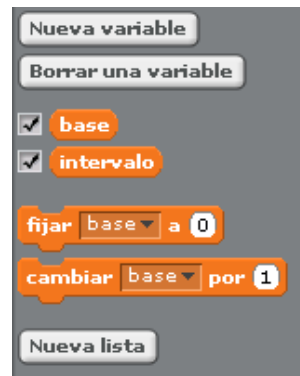 Nueva variable
Borrar una variable
base
intervalo
fijar base a 0
cambiar base por 1
Nueva lista